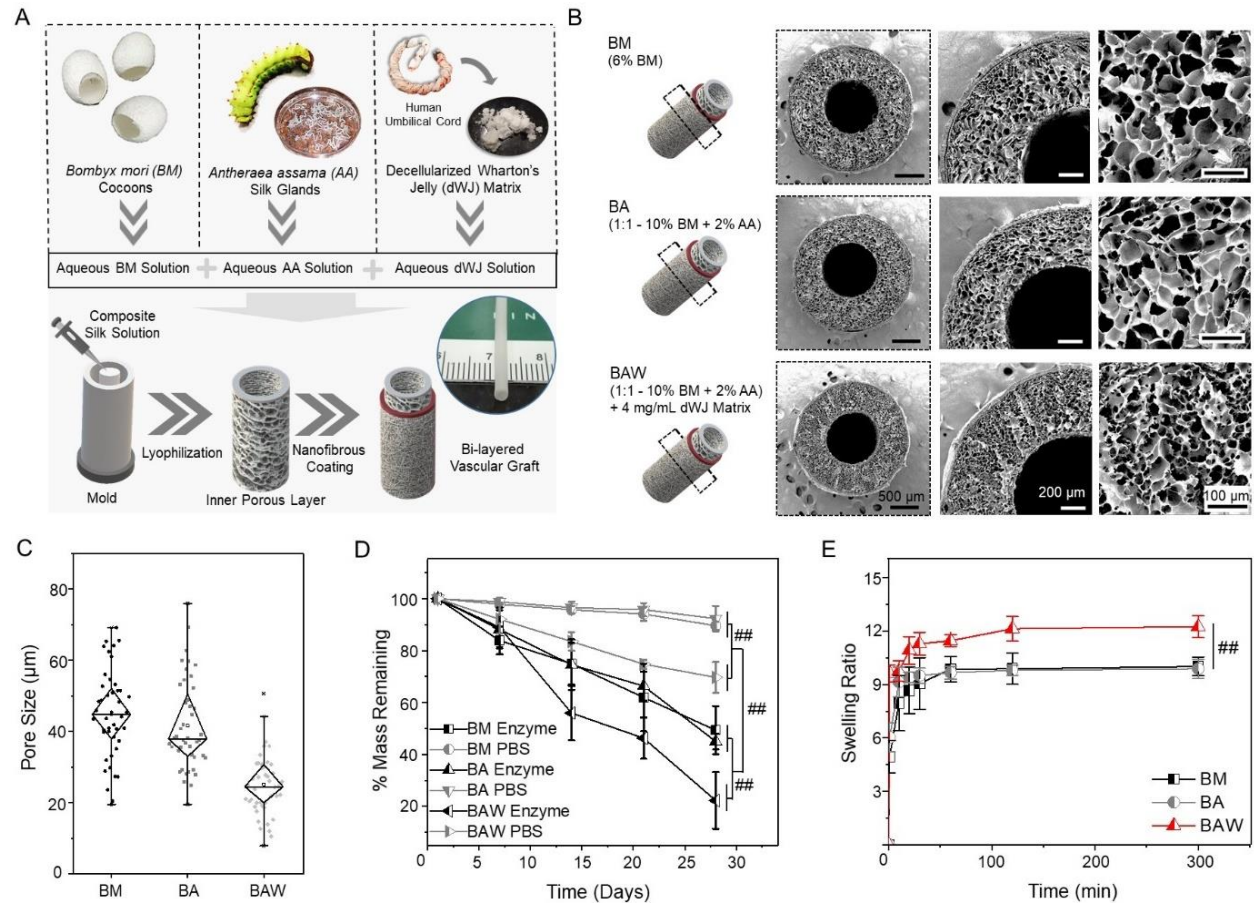 A
Bombyx mori (BM)
Cocoons
Antheraea assama (AA)
Silk Glands
Human
Umbilical Cord
Decellularized Wharton's
Jelly (dWJ) Matrix
Aqueous BM Solution + Aqueous AA Solution + Aqueous dWJ Solution
Composite
Silk Solution
Mold
Lyophilization
Inner Porous Layer
Nanofibrous
Coating
6 7 8
Bi-layered
Vascular Graft
B
BM
(6% BM)
BA
(1:1 - 10% BM + 2% AA)
BAW
(1:1 - 10% BM + 2% AA)
+ 4 mg/mL dWJ Matrix
500 µm
200 µm
100 µm
C
Pore Size (µm)
80
60
40
20
0
BM BA BAW
D
% Mass Remaining
100
80
60
40
20
BM Enzyme
BM PBS
BA Enzyme
BA PBS
BAW Enzyme
BAW PBS
##
##
##
##
0 5 10 15 20 25 30 35
Time (Days)
E
Swelling Ratio
15
12
9
6
3
##
BM
BA
BAW
0 100 200 300
Time (min)